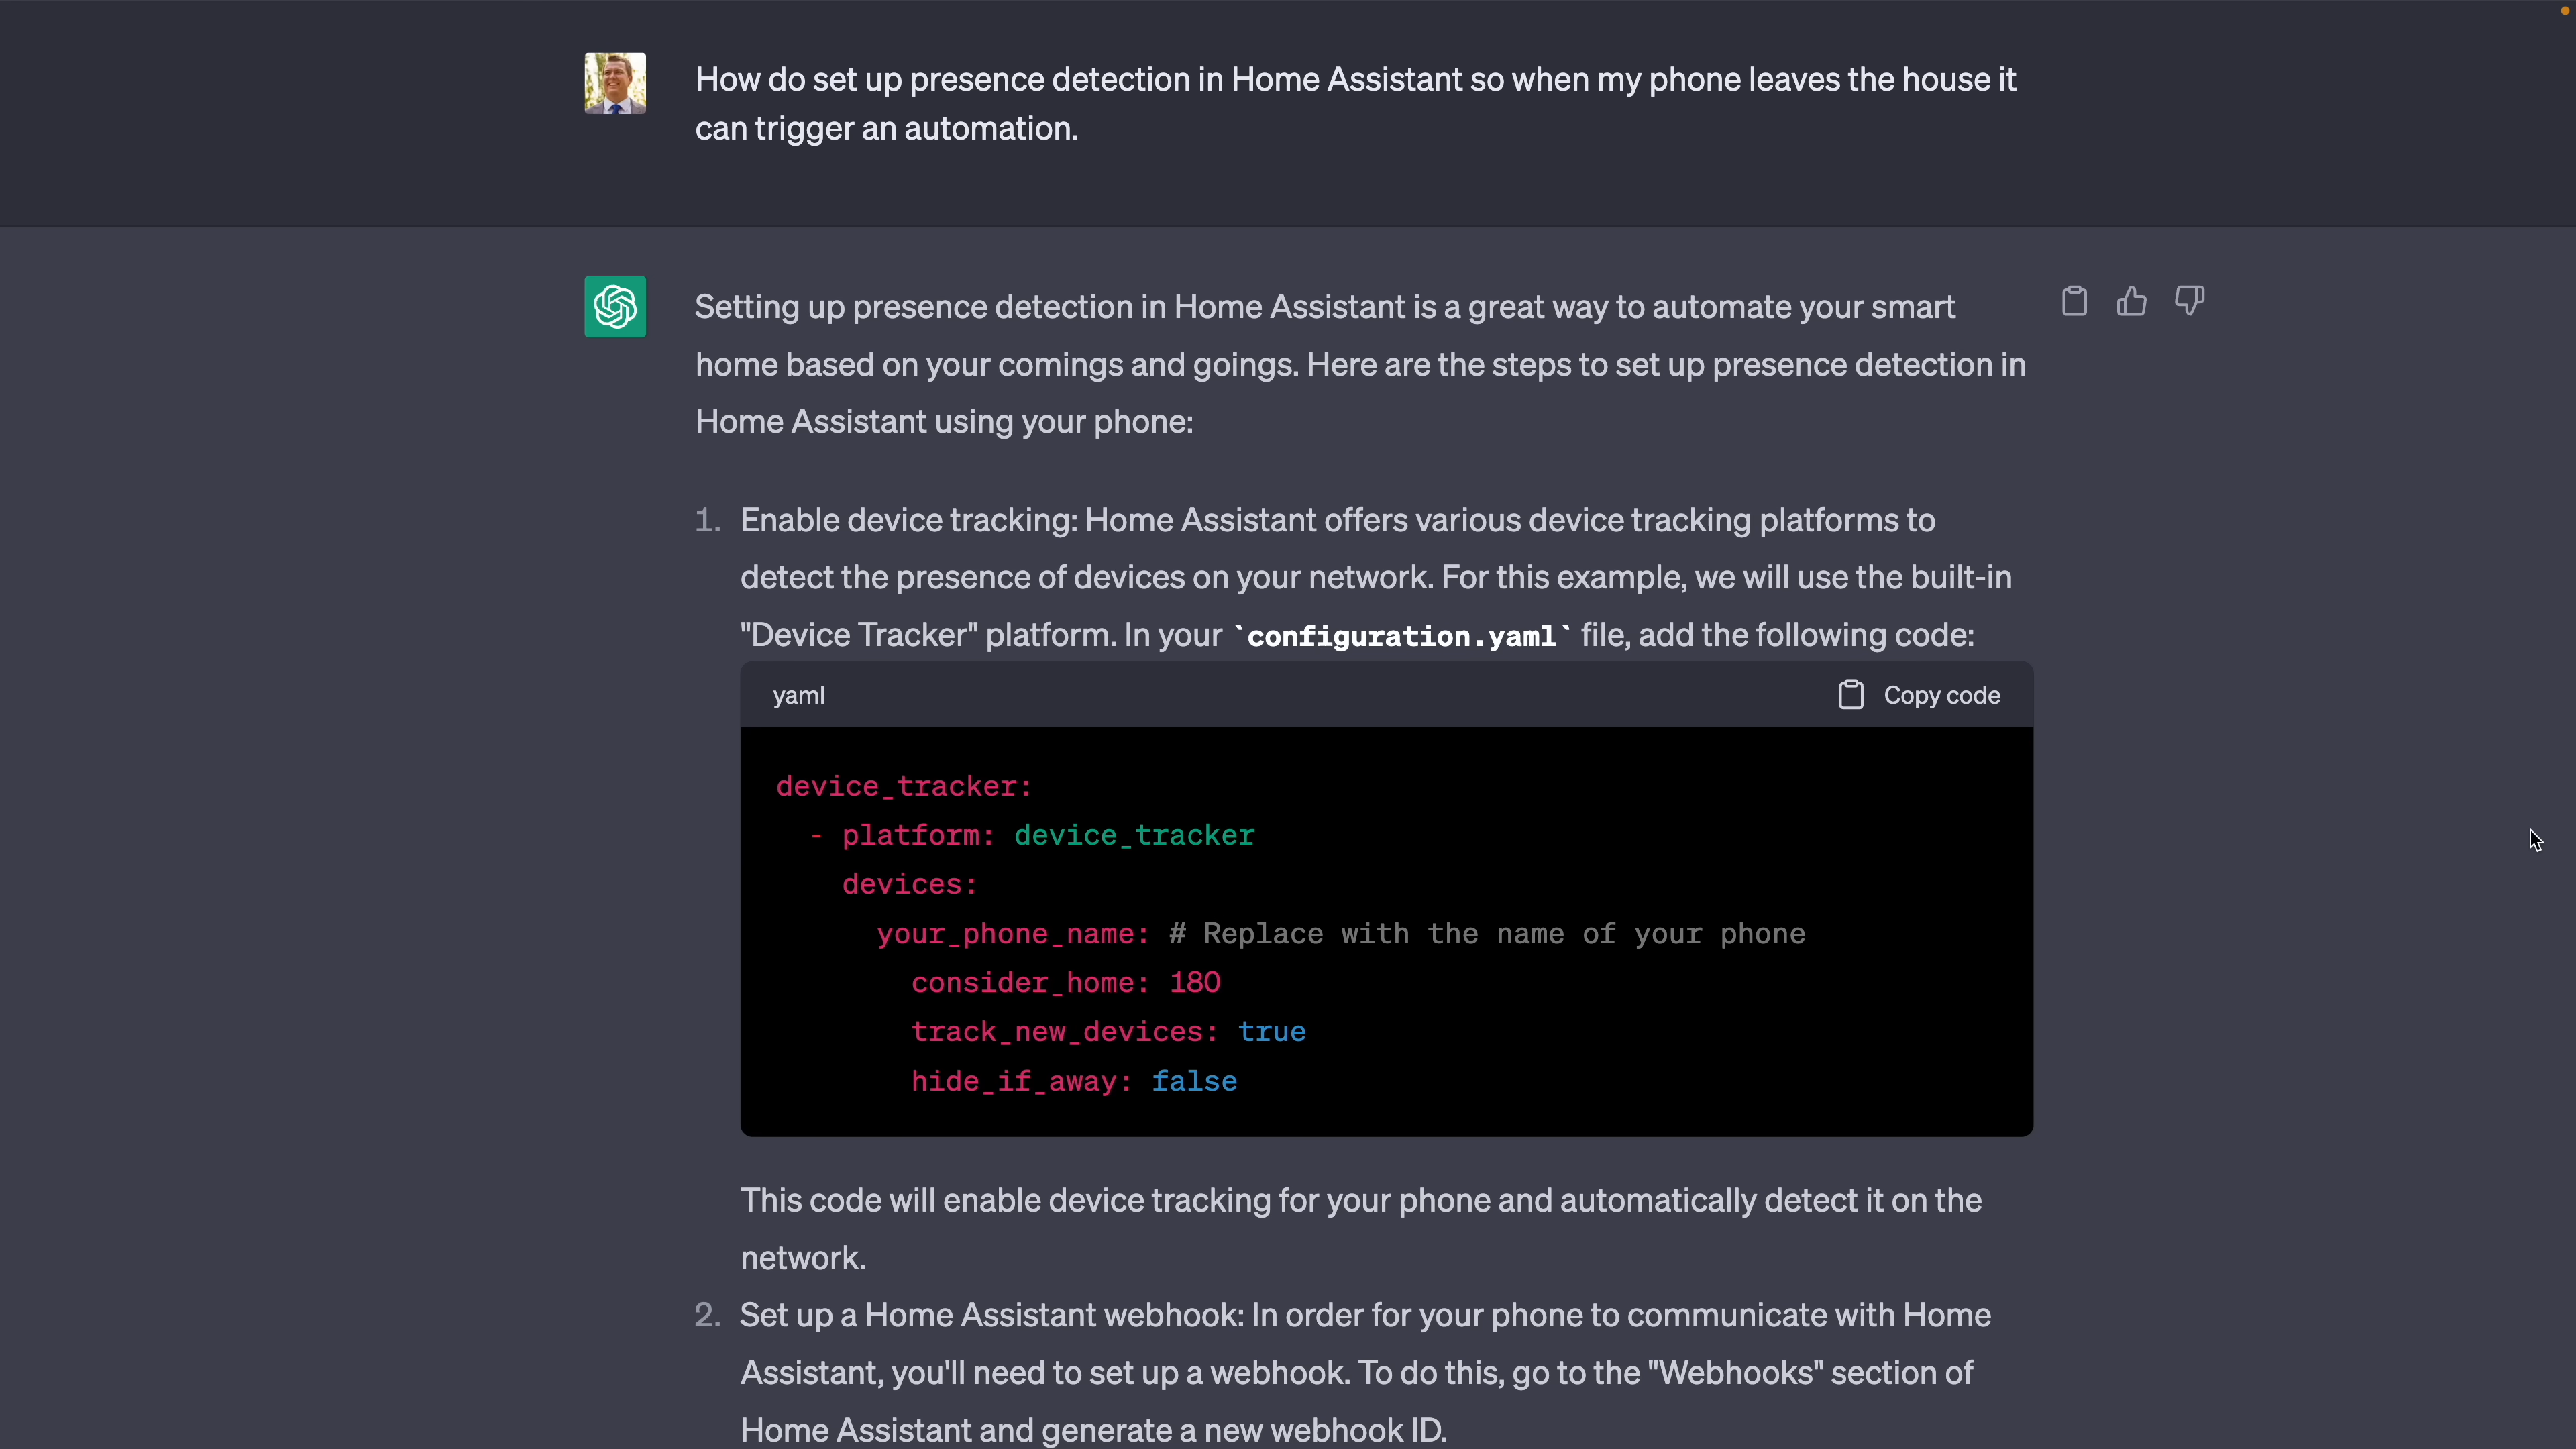 How do set up presence detection in Home Assistant so when my phone leaves the house it
can trigger an automation.
Setting up presence detection in Home Assistant is a great way to automate your smart
home based on your comings and goings. Here are the steps to set up presence detection in
Home Assistant using your phone:
1. Enable device tracking: Home Assistant offers various device tracking platforms to
detect the presence of devices on your network. For this example, we will use the built-in
"Device Tracker" platform. In your `configuration.yaml` file, add the following code:
yaml Copy code
device_tracker:
  - platform: device_tracker
    devices:
      your_phone_name: # Replace with the name of your phone
        consider_home: 180
        track_new_devices: true
        hide_if_away: false
This code will enable device tracking for your phone and automatically detect it on the
network.
2. Set up a Home Assistant webhook: In order for your phone to communicate with Home
Assistant, you'll need to set up a webhook. To do this, go to the "Webhooks" section of
Home Assistant and generate a new webhook ID.